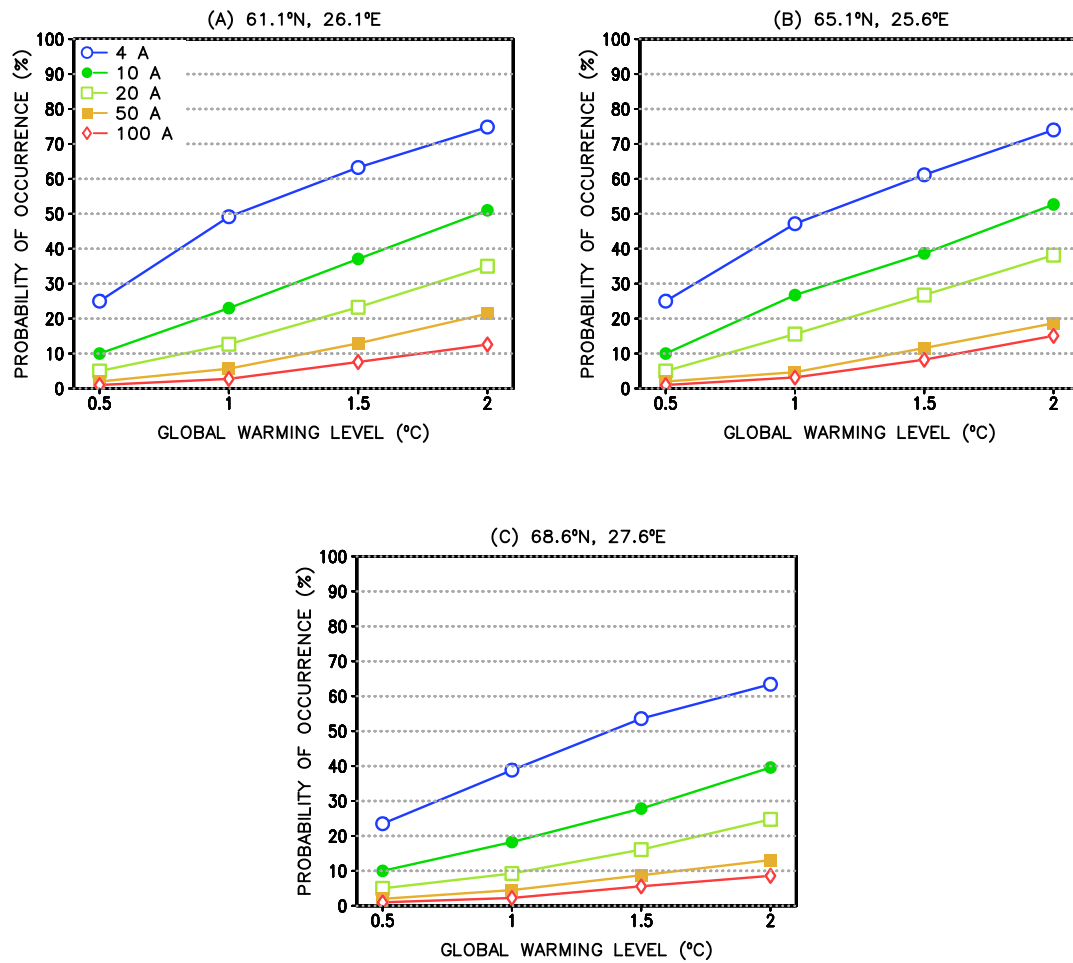 (A) 61.1ºN, 26.1ºE
PROBABILITY OF OCCURRENCE (%)
100
90
80
70
60
50
40
30
20
10
0
4 A
10 A
20 A
50 A
100 A
0.5 1 1.5 2
GLOBAL WARMING LEVEL (ºC)
(B) 65.1ºN, 25.6ºE
PROBABILITY OF OCCURRENCE (%)
100
90
80
70
60
50
40
30
20
10
0
0.5 1 1.5 2
GLOBAL WARMING LEVEL (ºC)
(C) 68.6ºN, 27.6ºE
PROBABILITY OF OCCURRENCE (%)
100
90
80
70
60
50
40
30
20
10
0
0.5 1 1.5 2
GLOBAL WARMING LEVEL (ºC)